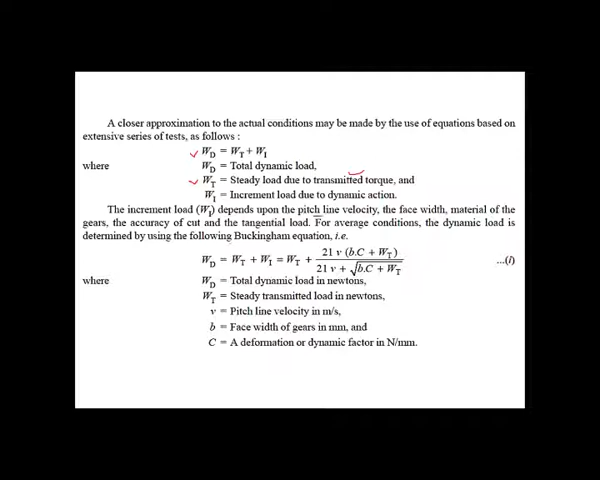 A closer approximation to the actual conditions may be made by the use of equations based on
extensive series of tests, as follows :
W_D = W_T + W_I
where W_D = Total dynamic load,
W_T = Steady load due to transmitted torque, and
W_I = Increment load due to dynamic action.
The increment load (W_I) depends upon the pitch line velocity, the face width, material of the
gears, the accuracy of cut and the tangential load. For average conditions, the dynamic load is
determined by using the following Buckingham equation, i.e.
W_D = W_T + W_I = W_T + \frac{21 v (b.C + W_T)}{21 v + \sqrt{b.C + W_T}} ...(i)
where W_D = Total dynamic load in newtons,
W_T = Steady transmitted load in newtons,
v = Pitch line velocity in m/s,
b = Face width of gears in mm, and
C = A deformation or dynamic factor in N/mm.